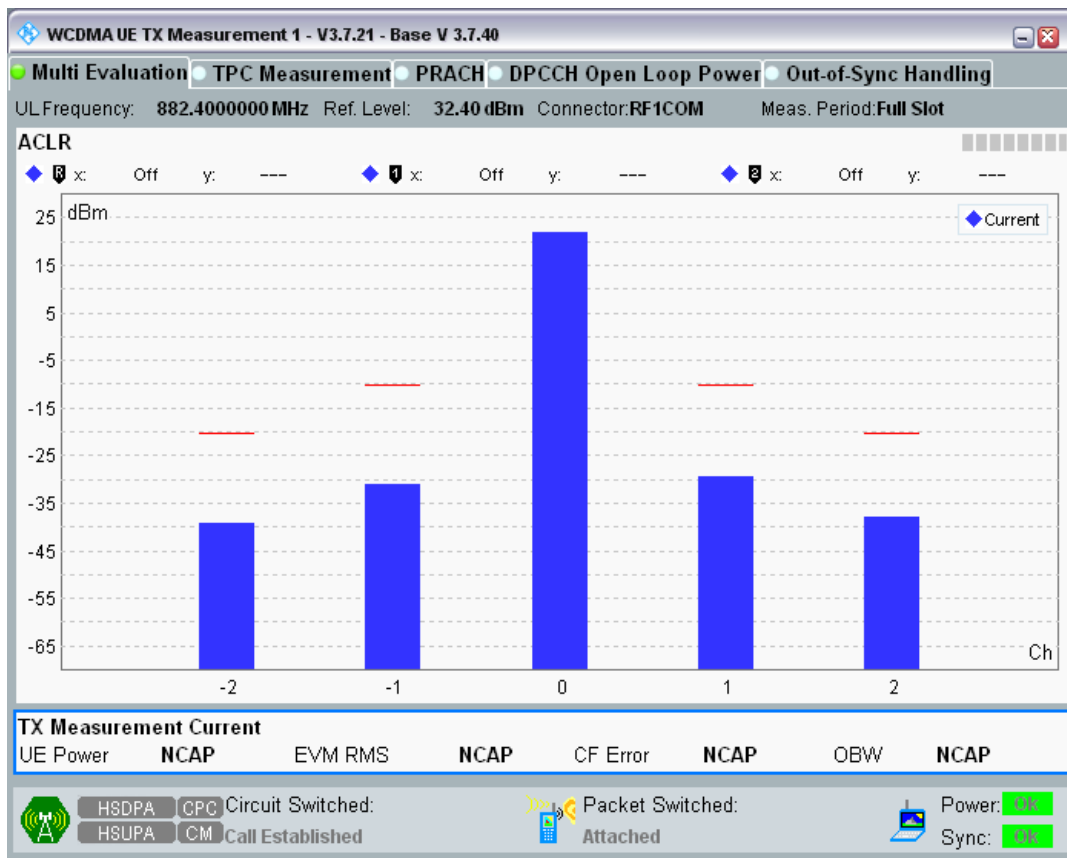 WCDMA UE TX Measurement 1 - V3.7.21 - Base V 3.7.40
Multi Evaluation TPC Measurement PRACH DPCCH Open Loop Power Out-of-Sync Handling
UL Frequency: 882.4000000 MHz Ref. Level: 32.40 dBm Connector:RF1COM Meas. Period:Full Slot
ACLR
R x: Off y: --- 1 x: Off y: --- 2 x: Off y: ---
dBm
Current
25
15
5
-5
-15
-25
-35
-45
-55
-65
Ch
-2 -1 0 1 2
TX Measurement Current
UE Power NCAP EVM RMS NCAP CF Error NCAP OBW NCAP
HSDPA CPC Circuit Switched: Packet Switched: Power: Ok
HSUPA CM Call Established Attached Sync: Ok